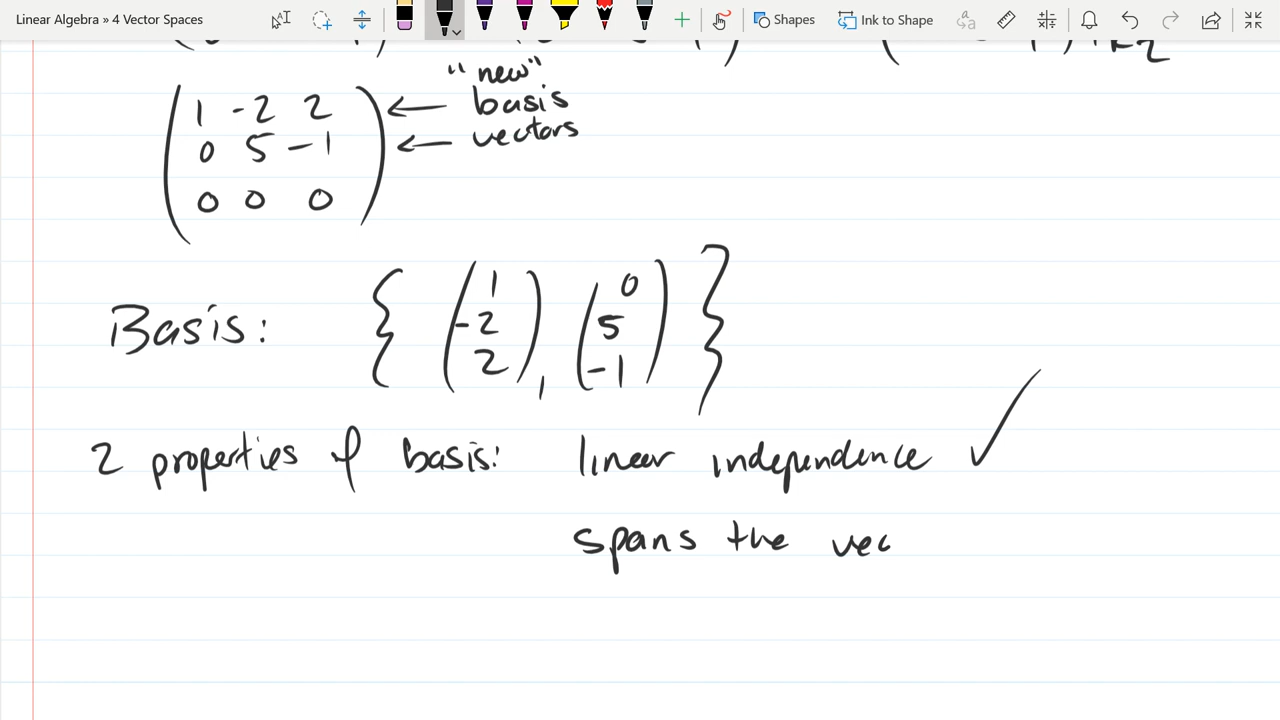 Linear Algebra » 4 Vector Spaces
Shapes
Ink to Shape
"new"
1 -2 2 ← basis
0 5 -1 ← vectors
0 0 0
Basis: { ( 1 -2 2 ) , ( 0 5 -1 ) }
2 properties of basis: linear independence ✓
spans the vec